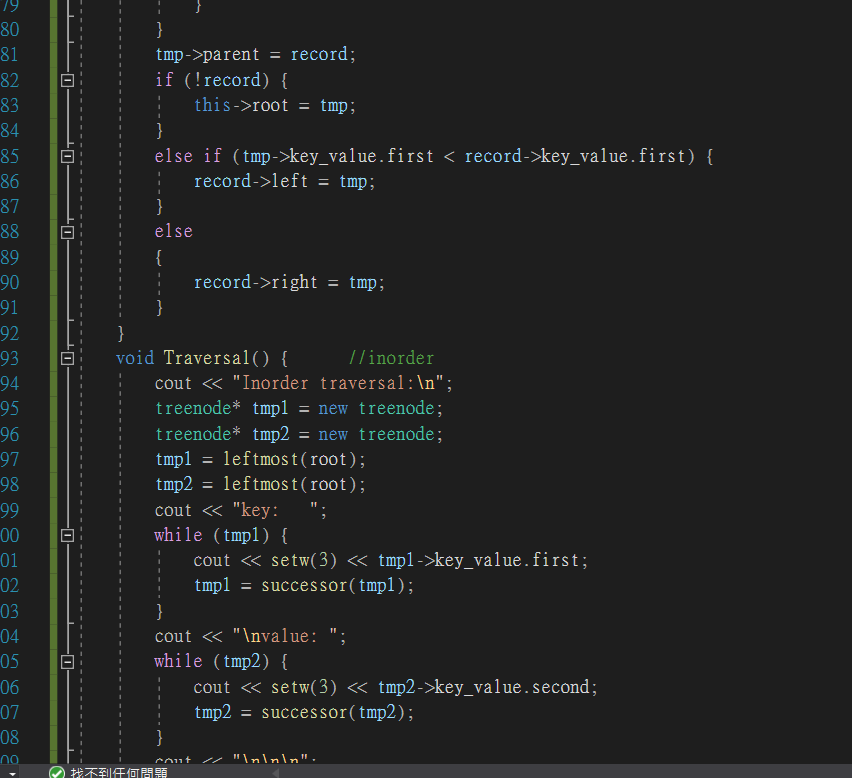 79 }
80 }
81 tmp->parent = record;
82 if (!record) {
83 this->root = tmp;
84 }
85 else if (tmp->key_value.first < record->key_value.first) {
86 record->left = tmp;
87 }
88 else
89 {
90 record->right = tmp;
91 }
92 }
93 void Traversal() { //inorder
94 cout << "Inorder traversal:\n";
95 treenode* tmp1 = new treenode;
96 treenode* tmp2 = new treenode;
97 tmp1 = leftmost(root);
98 tmp2 = leftmost(root);
99 cout << "key:   ";
00 while (tmp1) {
01 cout << setw(3) << tmp1->key_value.first;
02 tmp1 = successor(tmp1);
03 }
04 cout << "\nvalue: ";
05 while (tmp2) {
06 cout << setw(3) << tmp2->key_value.second;
07 tmp2 = successor(tmp2);
08 }
09 cout << "\n\n\n";
找不到任何問題